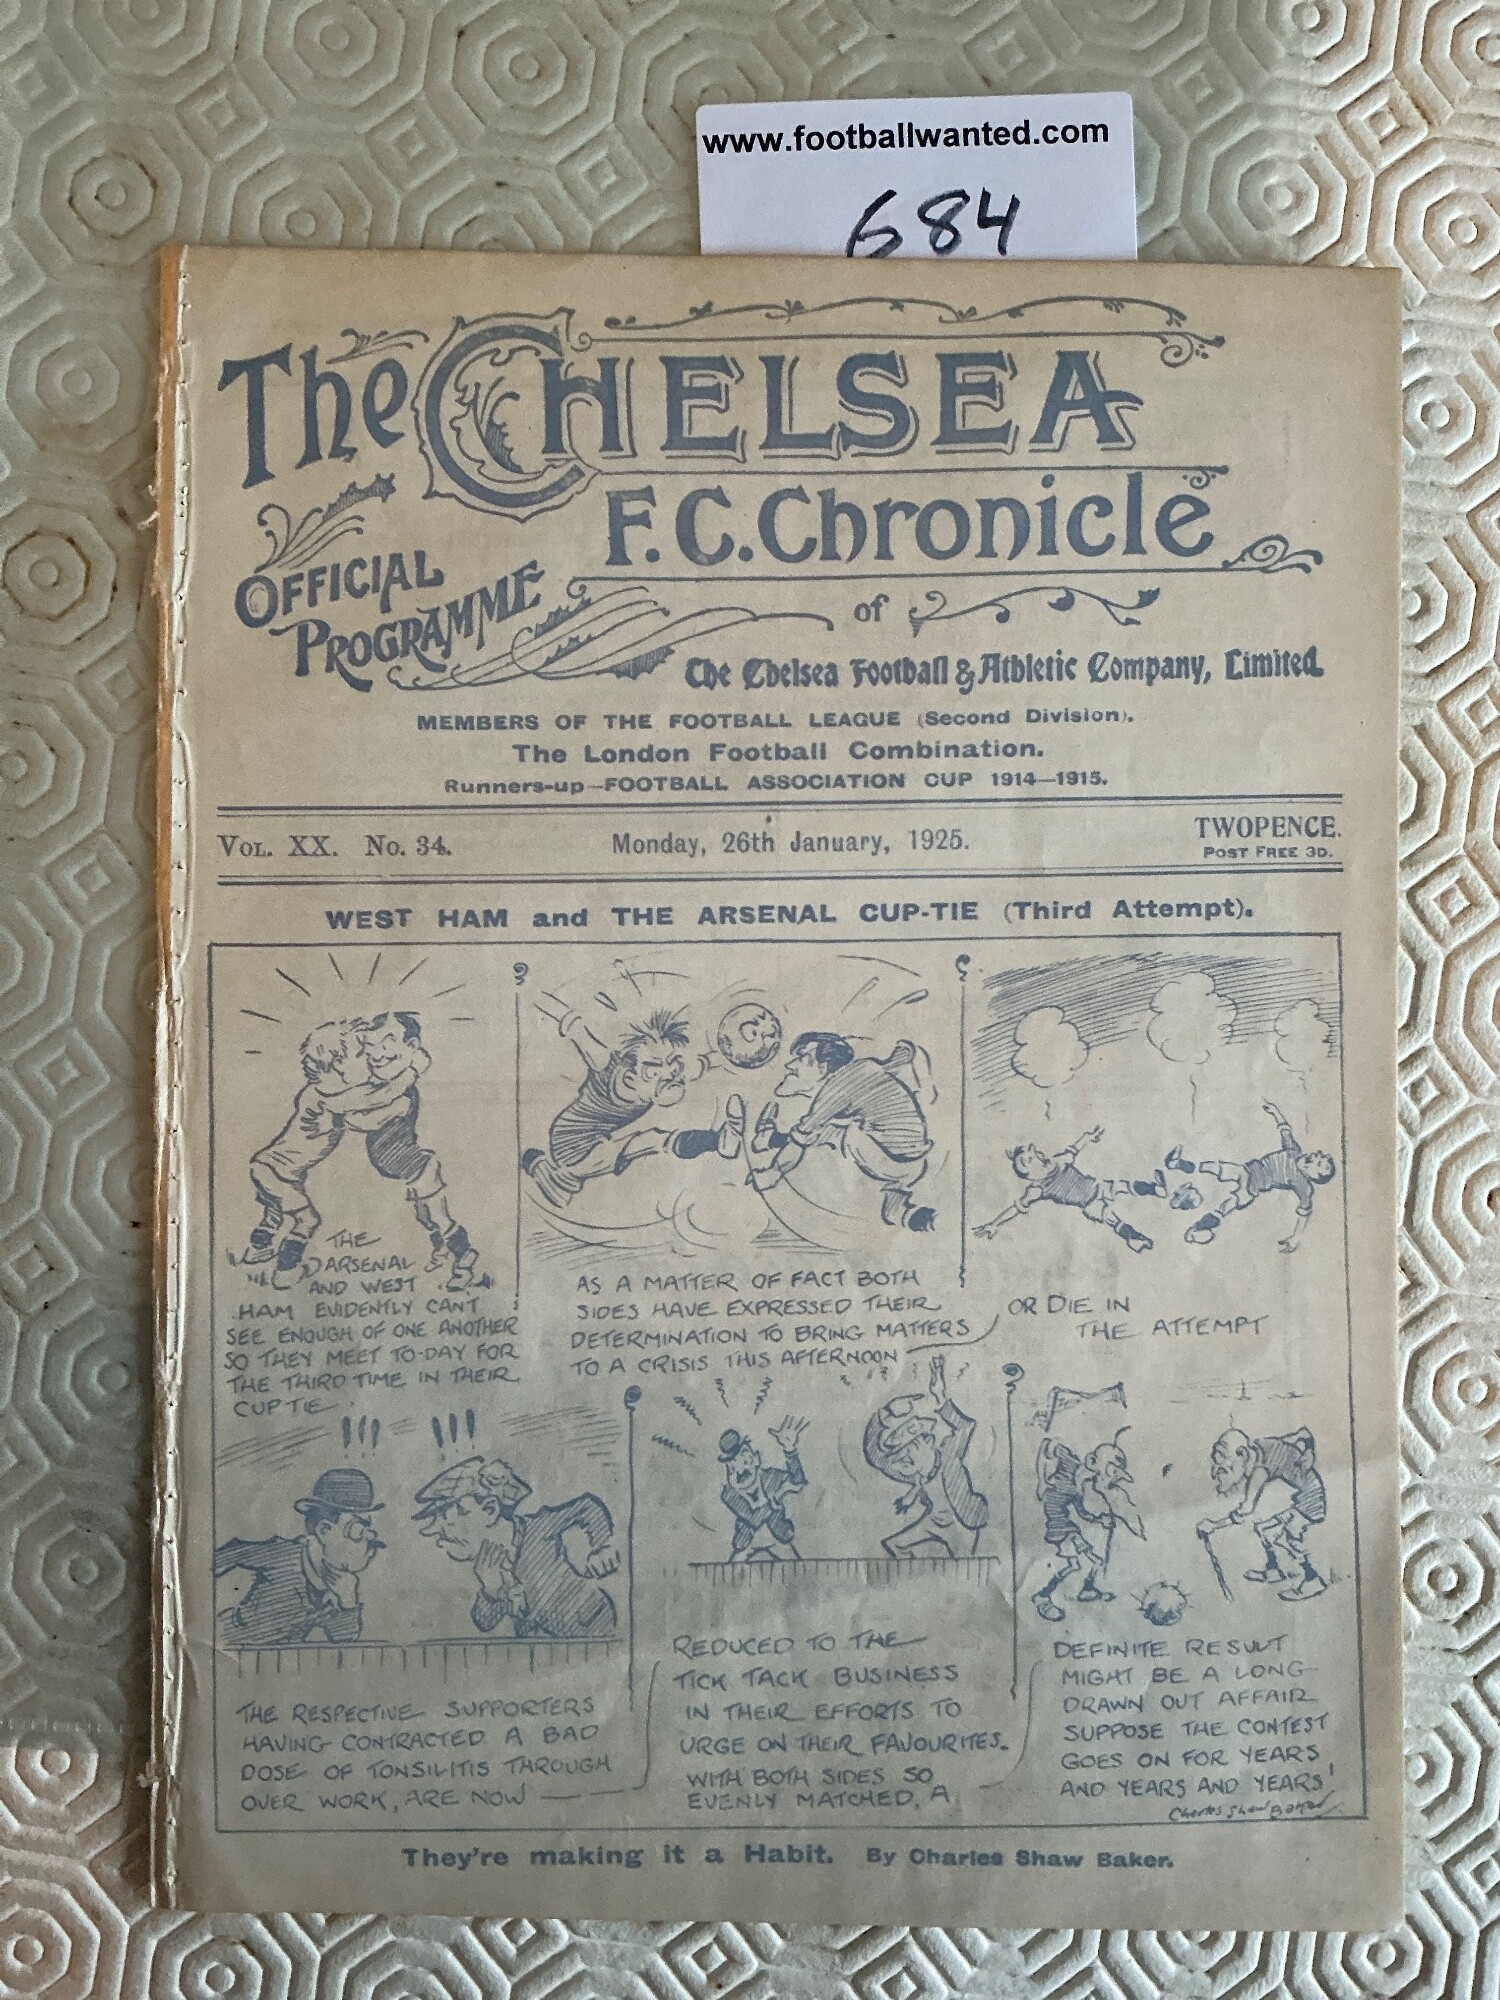 www.footballwanted.com
684
The CHELSEA
F.C. Chronicle
OFFICIAL
PROGRAMME
of
The Chelsea Football & Athletic Company, Limited.
MEMBERS OF THE FOOTBALL LEAGUE (Second Division).
The London Football Combination.
Runners-up—FOOTBALL ASSOCIATION CUP 1914—1915.
VOL. XX. No. 34.
Monday, 26th January, 1925.
TWOPENCE.
POST FREE 3D.
WEST HAM and THE ARSENAL CUP-TIE (Third Attempt).
THE
ARSENAL
AND WEST
HAM EVIDENTLY CANT
SEE ENOUGH OF ONE ANOTHER
SO THEY MEET TO-DAY FOR
THE THIRD TIME IN THEIR
CUP TIE
AS A MATTER OF FACT BOTH
SIDES HAVE EXPRESSED THEIR
DETERMINATION TO BRING MATTERS
TO A CRISIS THIS AFTERNOON
OR DIE IN
THE ATTEMPT
!!!
!!!
THE RESPECTIVE SUPPORTERS
HAVING CONTRACTED A BAD
DOSE OF TONSILITIS THROUGH
OVER WORK, ARE NOW — —
REDUCED TO THE
TICK TACK BUSINESS
IN THEIR EFFORTS TO
URGE ON THEIR FAVOURITES.
WITH BOTH SIDES SO
EVENLY MATCHED, A
DEFINITE RESULT
MIGHT BE A LONG
DRAWN OUT AFFAIR
SUPPOSE THE CONTEST
GOES ON FOR YEARS
AND YEARS AND YEARS!
Charles Shaw Baker
They're making it a Habit. By Charles Shaw Baker.